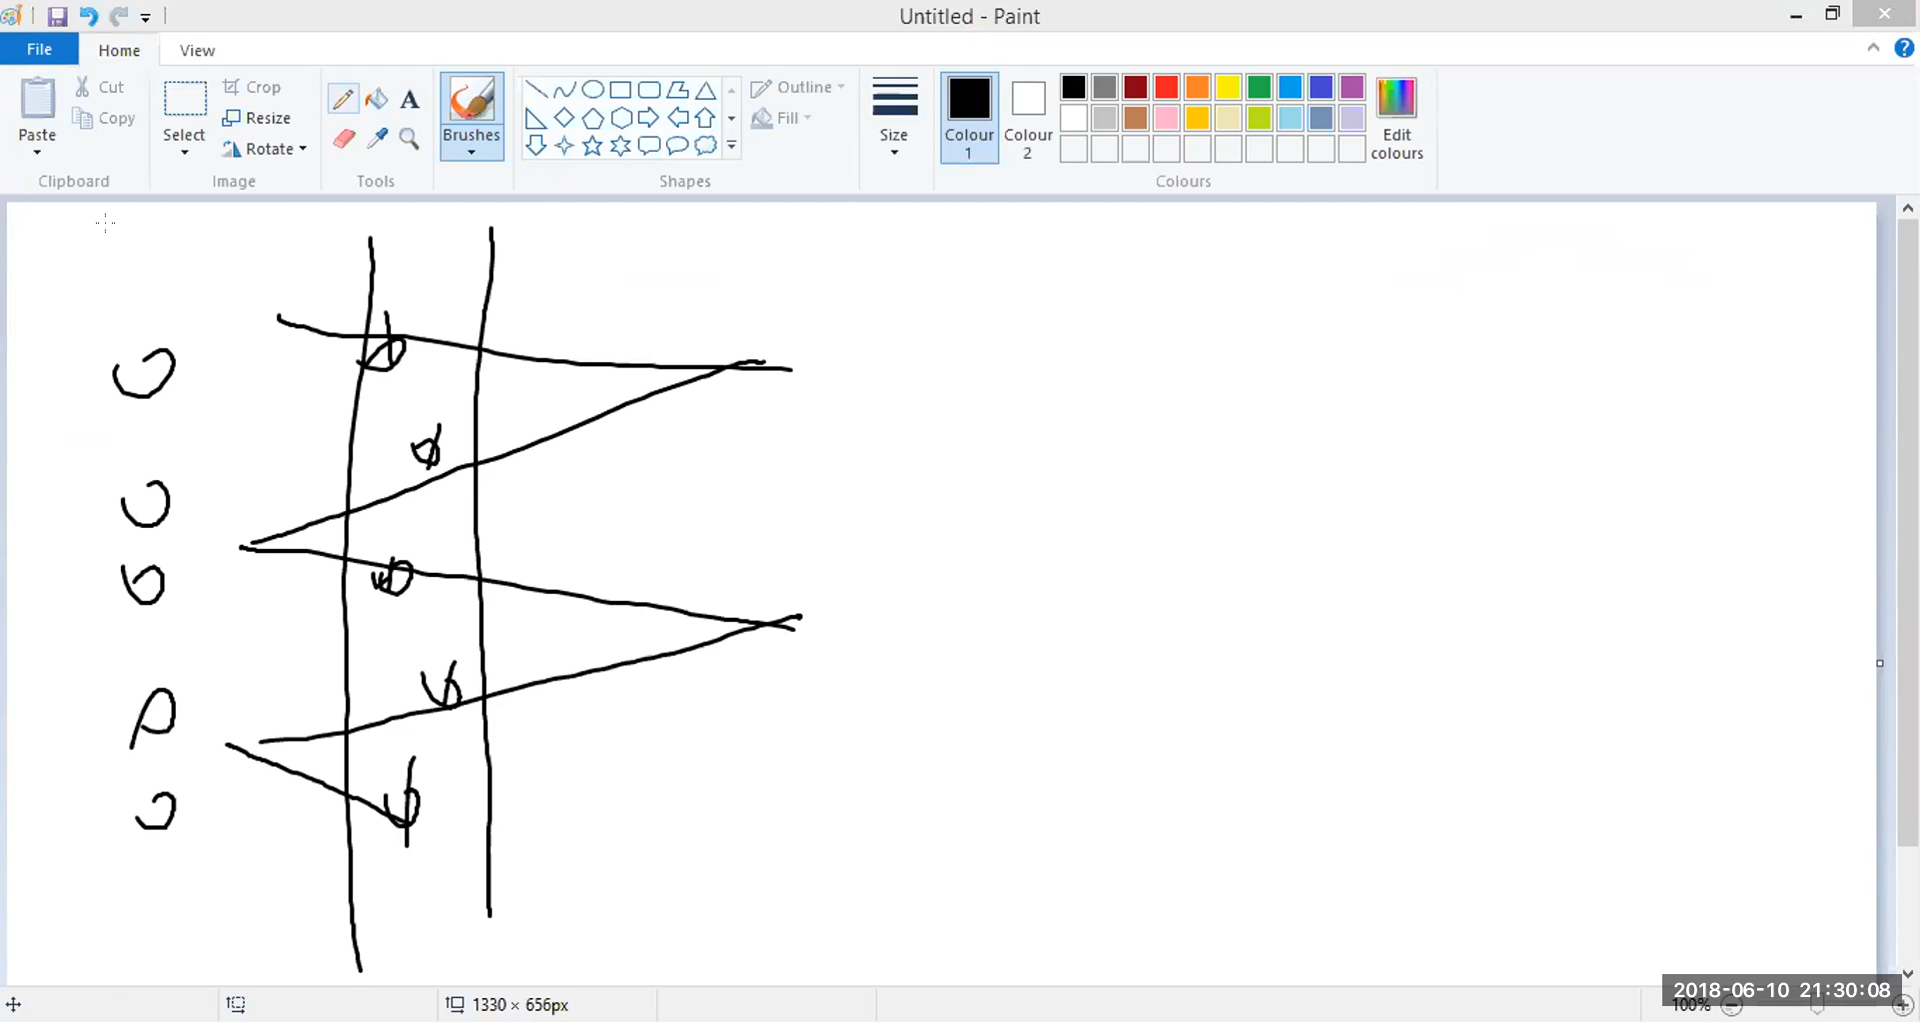 Untitled - Paint
File Home View
Paste Cut Copy Clipboard
Select Crop Resize Rotate Image
Tools
Brushes
Outline Fill Shapes
Size
Colour 1 Colour 2 Edit colours Colours
1330 × 656px
100%
2018-06-10 21:30:08